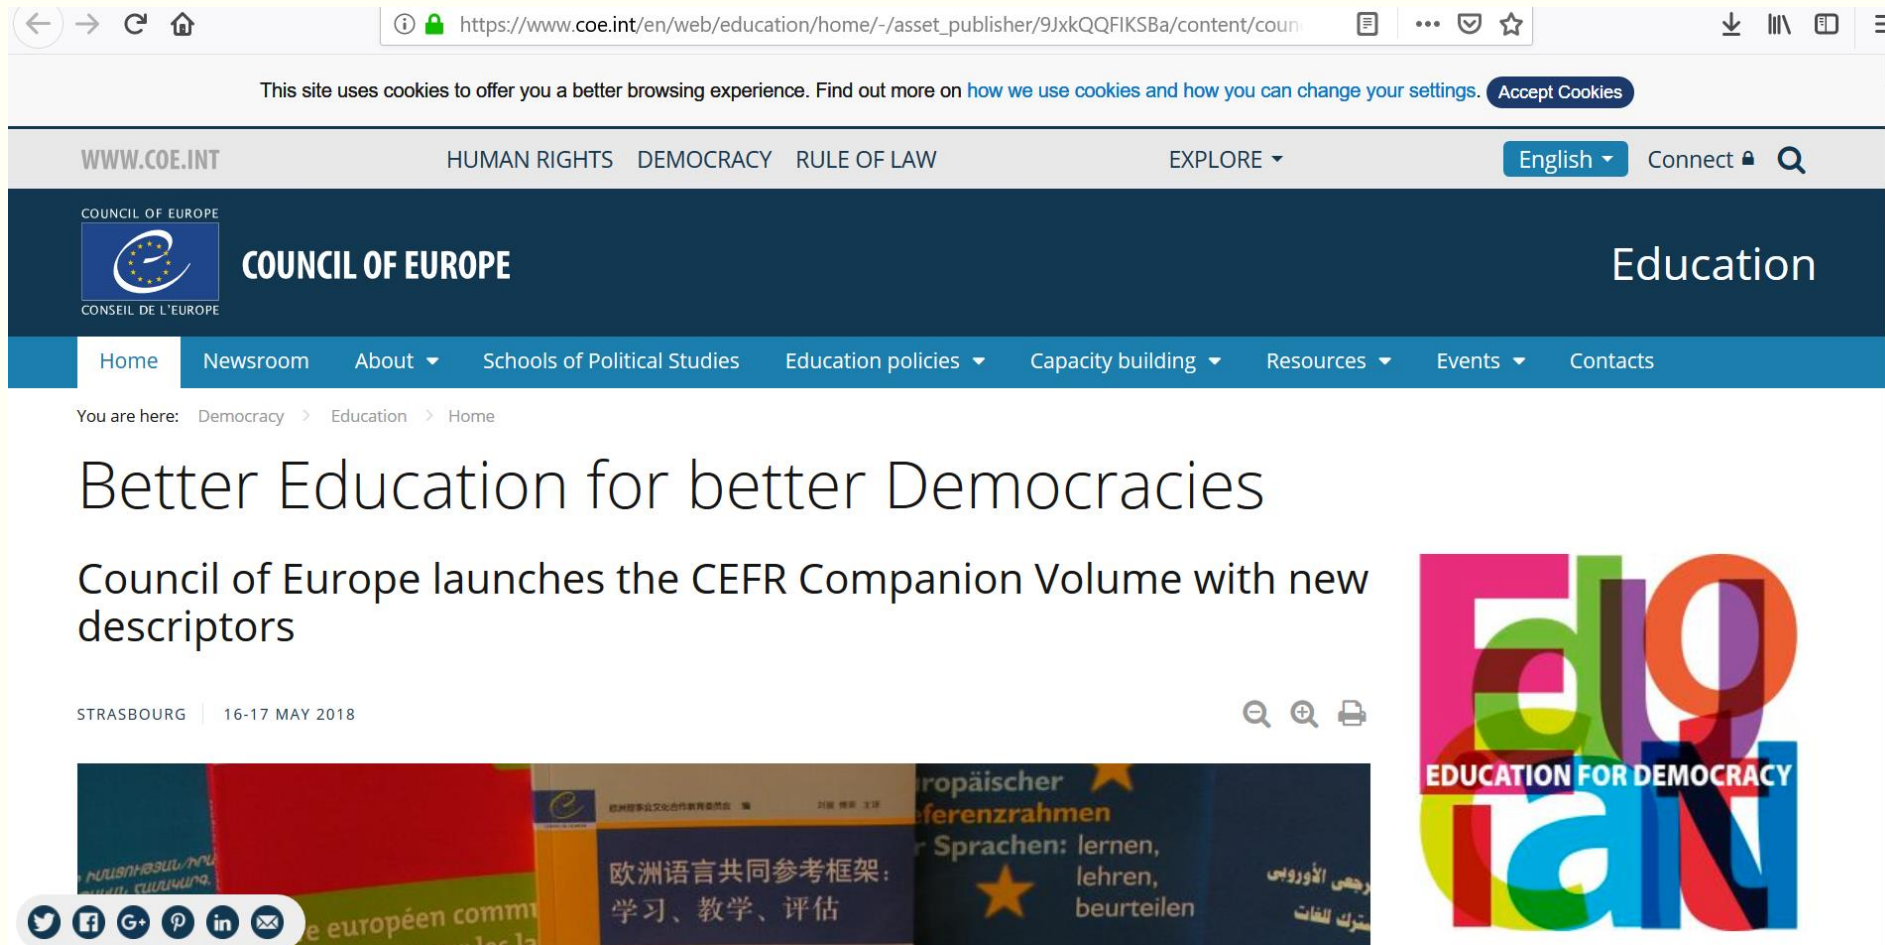 https://www.coe.int/en/web/education/home/-/asset_publisher/9JxkQQFIKSBa/content/coun
This site uses cookies to offer you a better browsing experience. Find out more on how we use cookies and how you can change your settings. Accept Cookies
WWW.COE.INT HUMAN RIGHTS DEMOCRACY RULE OF LAW EXPLORE English Connect
COUNCIL OF EUROPE
COUNCIL OF EUROPE
Education
CONSEIL DE L'EUROPE
Home Newsroom About Schools of Political Studies Education policies Capacity building Resources Events Contacts
You are here: Democracy > Education > Home
Better Education for better Democracies
Council of Europe launches the CEFR Companion Volume with new
descriptors
STRASBOURG 16-17 MAY 2018
EDUCATION FOR DEMOCRACY
ropäischer
ferenzrahmen
Sprachen: lernen,
lehren,
beurteilen
欧洲语言共同参考框架:
学习、教学、评估
e européen comm